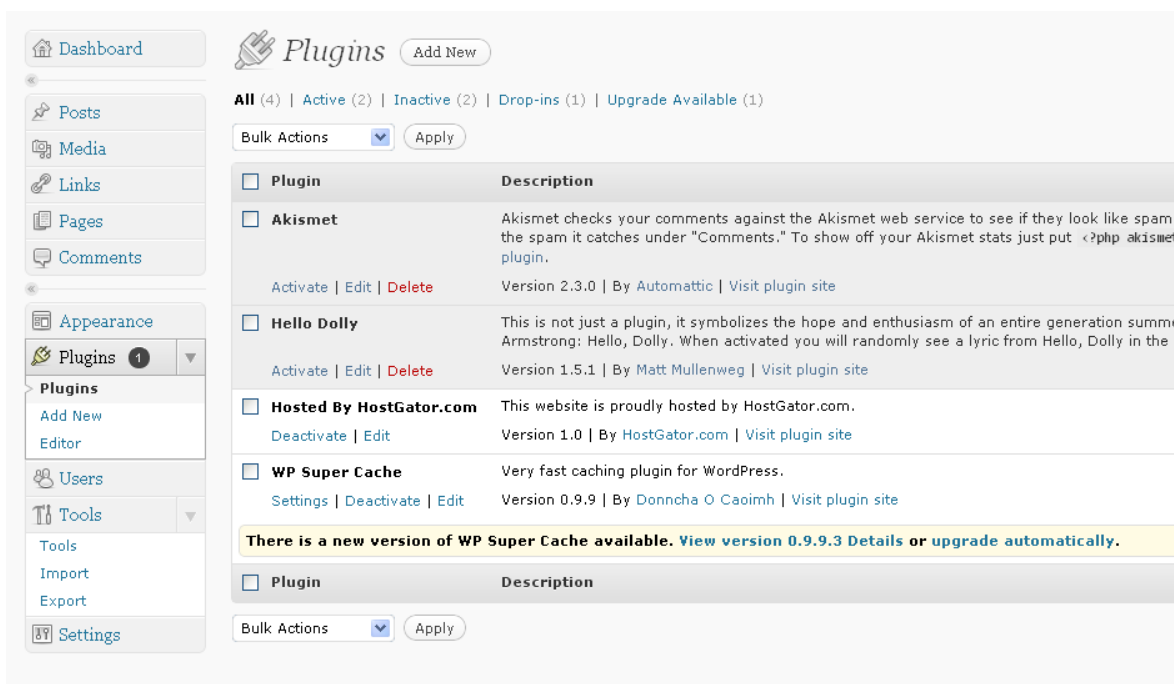 Dashboard
Posts
Media
Links
Pages
Comments
Appearance
Plugins 1
Plugins
Add New
Editor
Users
Tools
Tools
Import
Export
Settings
Plugins Add New
All (4) | Active (2) | Inactive (2) | Drop-ins (1) | Upgrade Available (1)
Bulk Actions Apply
Plugin Description
Akismet Akismet checks your comments against the Akismet web service to see if they look like spam
the spam it catches under "Comments." To show off your Akismet stats just put <?php akismet
plugin.
Activate | Edit | Delete Version 2.3.0 | By Automattic | Visit plugin site
Hello Dolly This is not just a plugin, it symbolizes the hope and enthusiasm of an entire generation summe
Armstrong: Hello, Dolly. When activated you will randomly see a lyric from Hello, Dolly in the
Activate | Edit | Delete Version 1.5.1 | By Matt Mullenweg | Visit plugin site
Hosted By HostGator.com This website is proudly hosted by HostGator.com.
Deactivate | Edit Version 1.0 | By HostGator.com | Visit plugin site
WP Super Cache Very fast caching plugin for WordPress.
Settings | Deactivate | Edit Version 0.9.9 | By Donncha O Caoimh | Visit plugin site
There is a new version of WP Super Cache available. View version 0.9.9.3 Details or upgrade automatically.
Plugin Description
Bulk Actions Apply